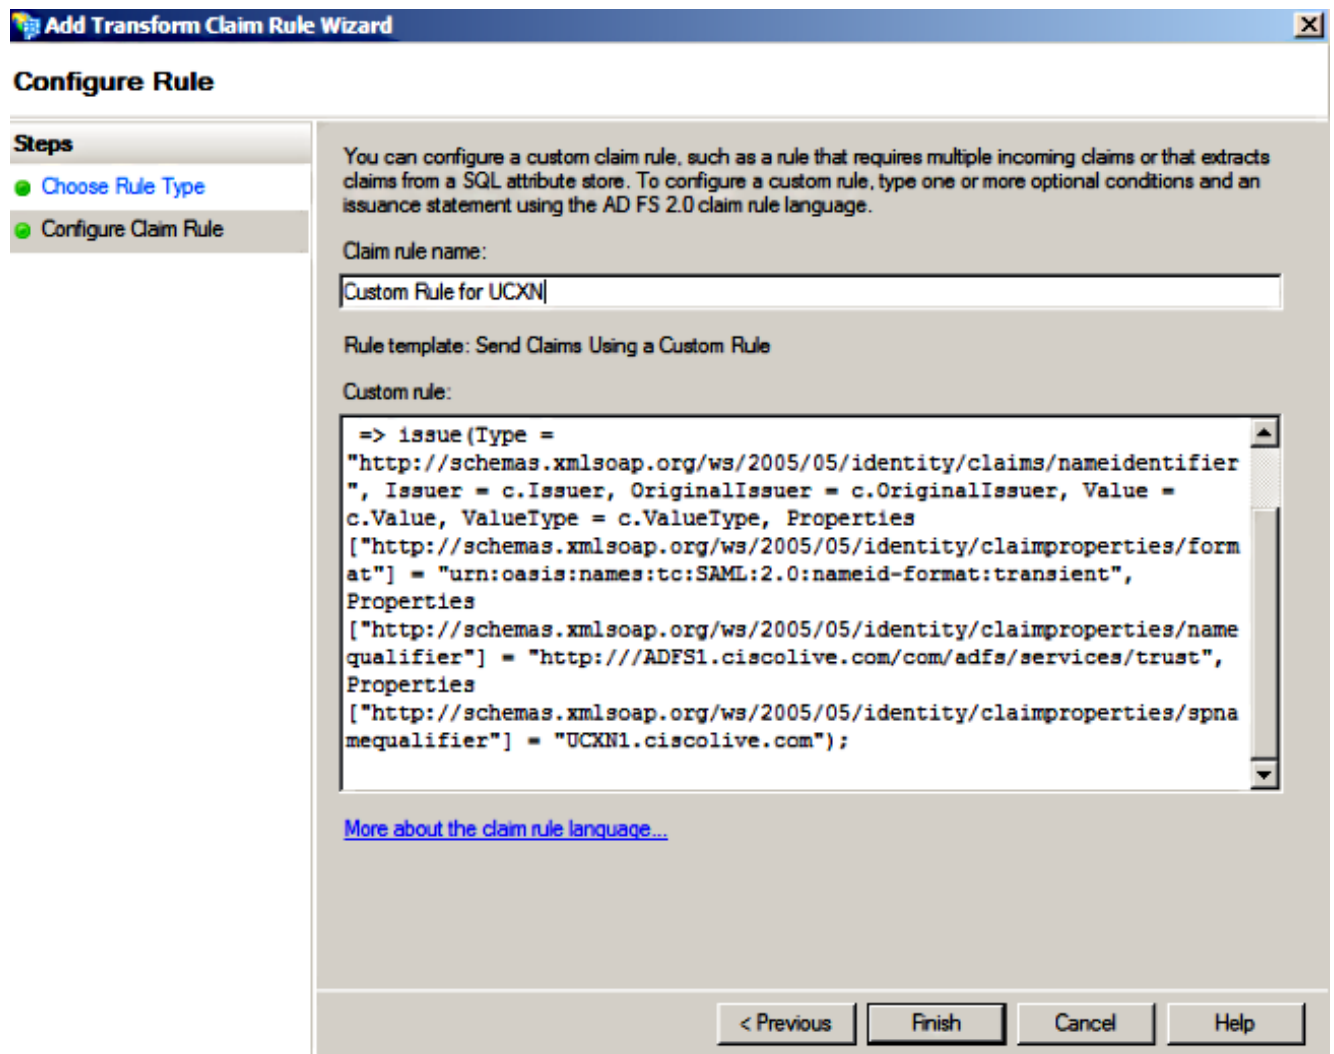 Add Transform Claim Rule Wizard
Configure Rule
Steps
Choose Rule Type
Configure Claim Rule
You can configure a custom claim rule, such as a rule that requires multiple incoming claims or that extracts
claims from a SQL attribute store. To configure a custom rule, type one or more optional conditions and an
issuance statement using the AD FS 2.0 claim rule language.
Claim rule name:
Custom Rule for UCXN
Rule template: Send Claims Using a Custom Rule
Custom rule:
=> issue(Type =
"http://schemas.xmlsoap.org/ws/2005/05/identity/claims/nameidentifier
", Issuer = c.Issuer, OriginalIssuer = c.OriginalIssuer, Value =
c.Value, ValueType = c.ValueType, Properties
["http://schemas.xmlsoap.org/ws/2005/05/identity/claimproperties/form
at"] = "urn:oasis:names:tc:SAML:2.0:nameid-format:transient",
Properties
["http://schemas.xmlsoap.org/ws/2005/05/identity/claimproperties/name
qualifier"] = "http:///ADFS1.ciscolive.com/com/adfs/services/trust",
Properties
["http://schemas.xmlsoap.org/ws/2005/05/identity/claimproperties/spna
mequalifier"] = "UCXN1.ciscolive.com");
More about the claim rule language...
< Previous
Finish
Cancel
Help